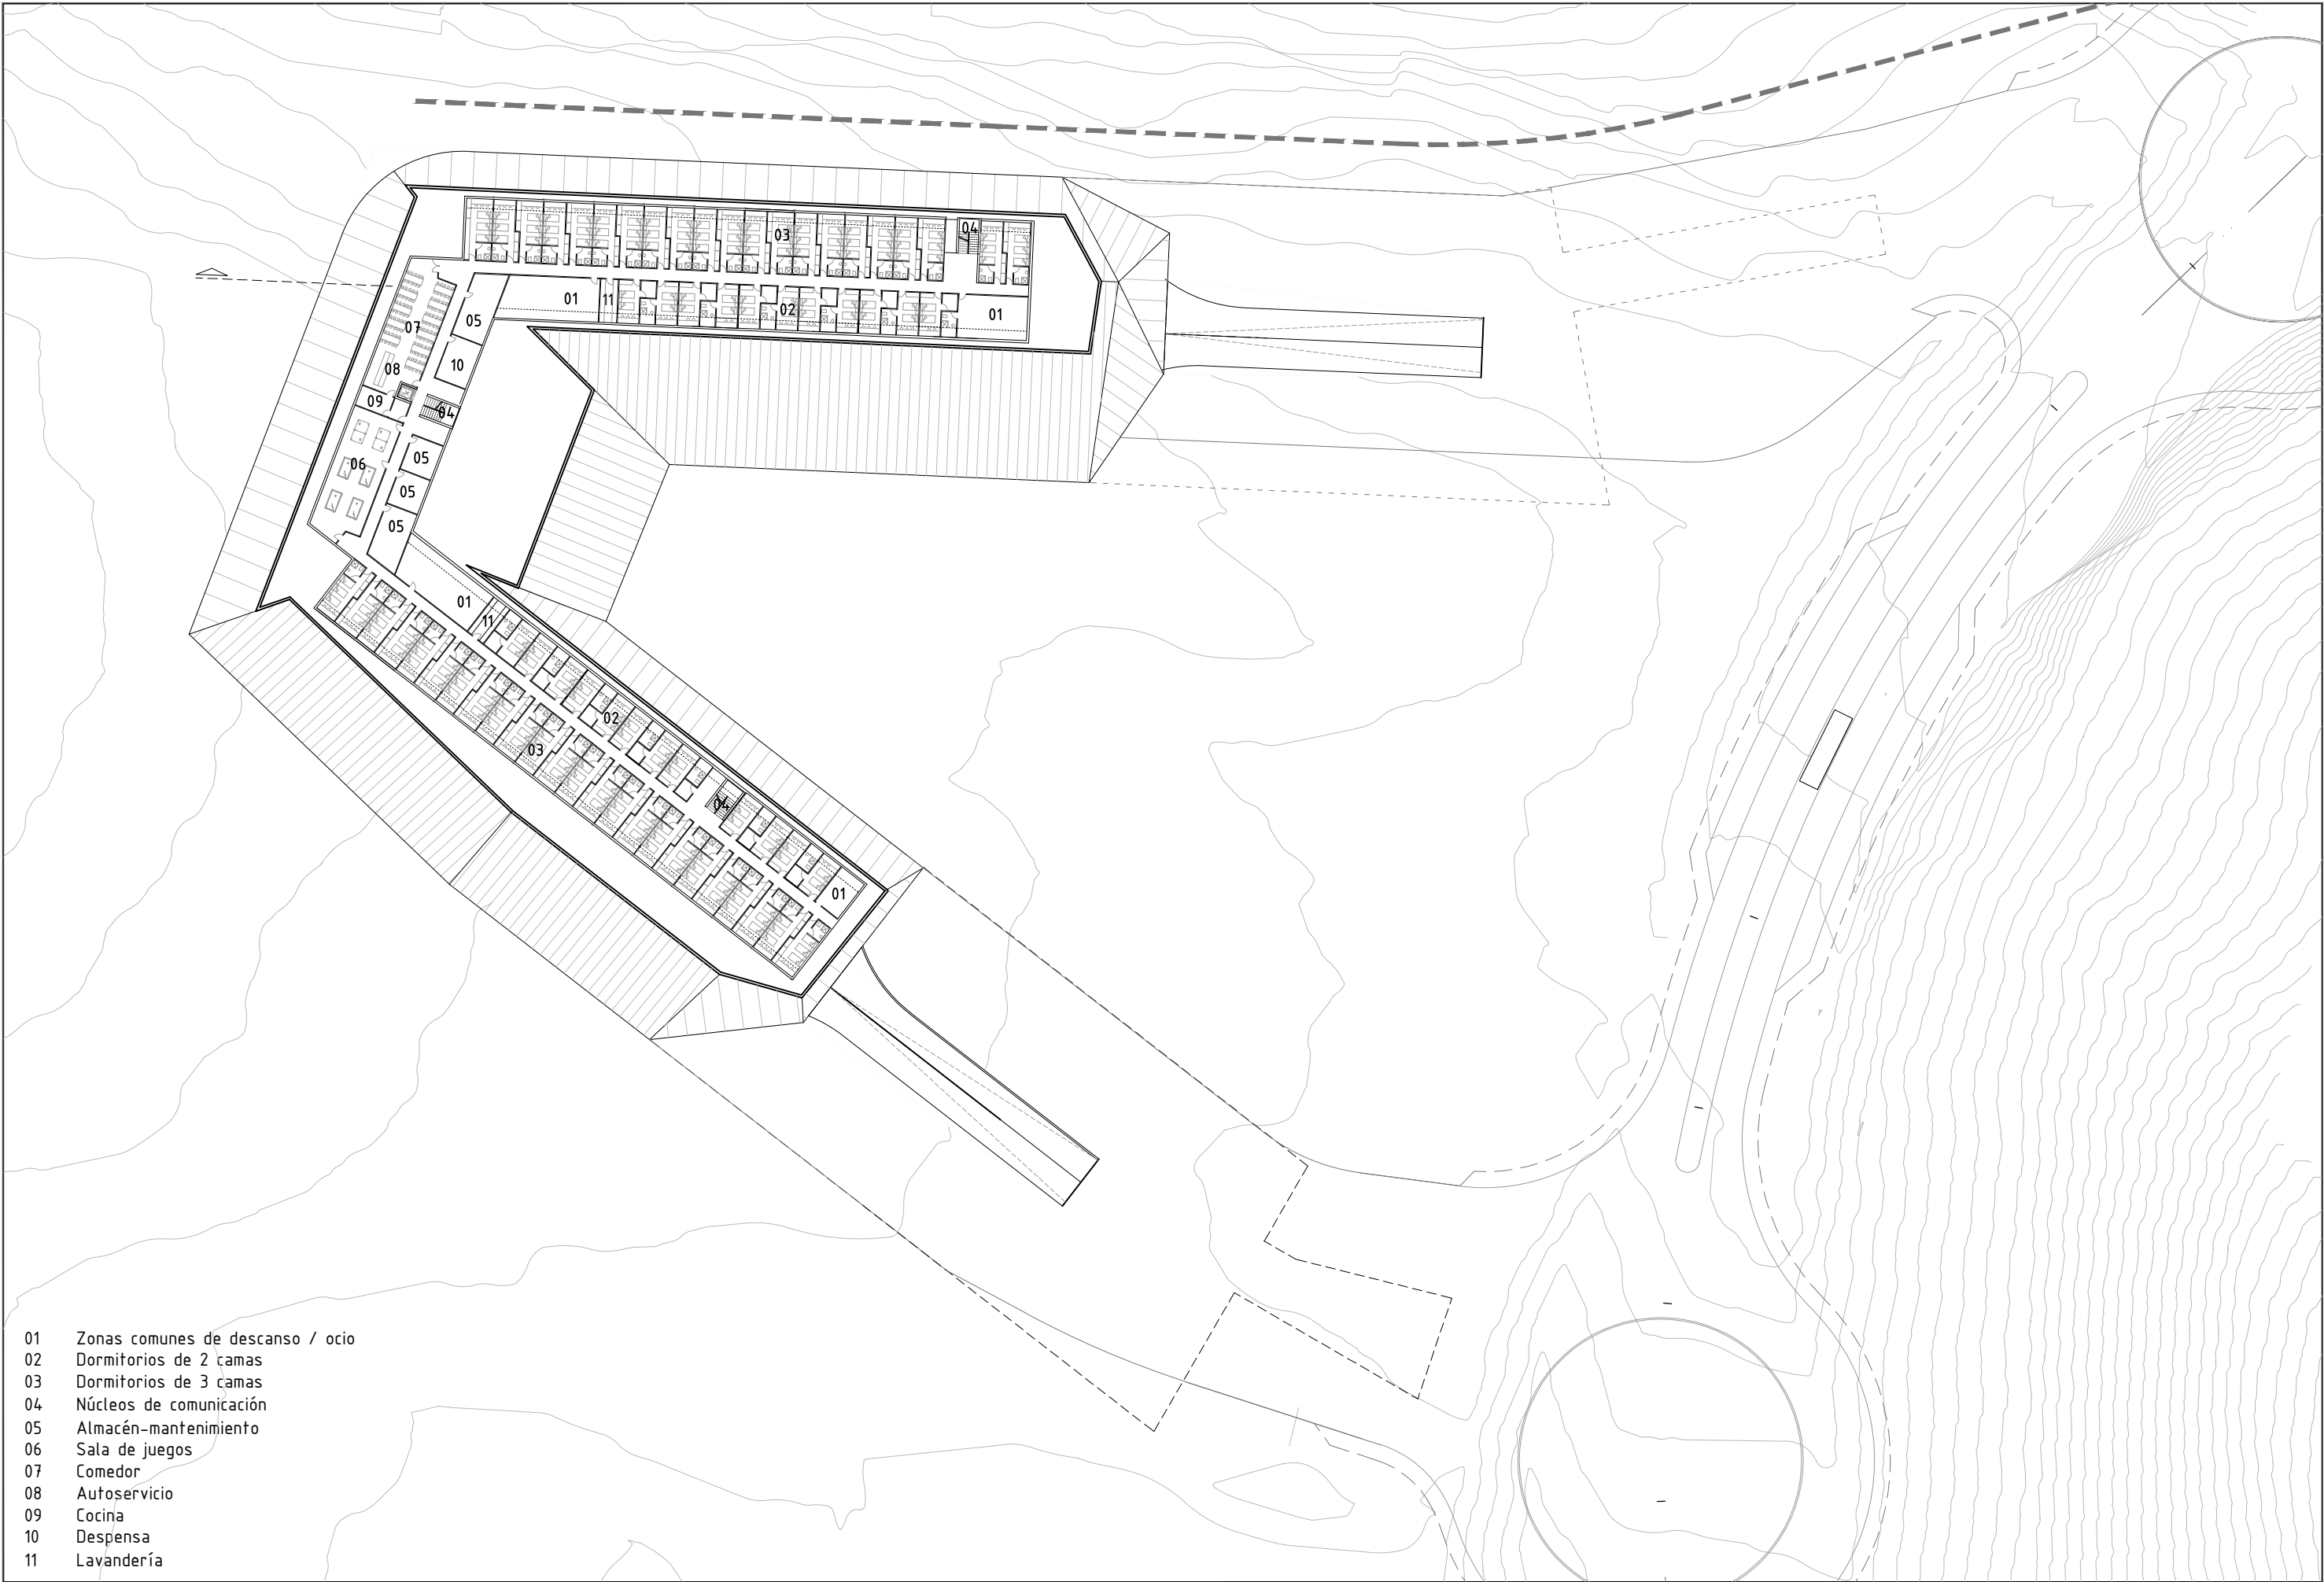 03
04
01
11
02
01
05
07
10
08
09
04
05
06
05
05
01
11
02
03
04
01
01 Zonas comunes de descanso / ocio
02 Dormitorios de 2 camas
03 Dormitorios de 3 camas
04 Núcleos de comunicación
05 Almacén-mantenimiento
06 Sala de juegos
07 Comedor
08 Autoservicio
09 Cocina
10 Despensa
11 Lavandería